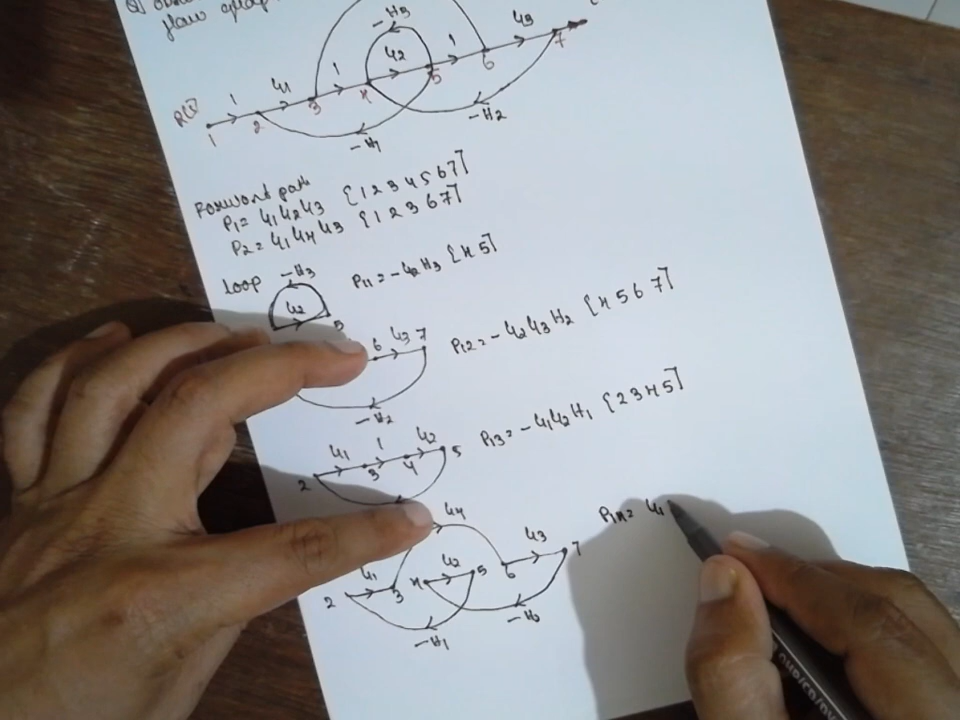 flow graph
-H3
G2
G3
1
1
G1
1
R(s)
1 2 3 4 5 6 7
-H1
-H2
Forward path
P1 = G1G2G3 [1 2 3 4 5 6 7]
P2 = G1G4G3 [1 2 3 6 7]
Loop
-H3
G2
5
P11 = -G2H3 [4 5]
6 G3 7
-H2
P12 = -G2G3H2 [4 5 6 7]
G1 1 G2
2 3 4 5
P13 = -G1G2H1 [2 3 4 5]
G4
G1 G2 G3
2 3 4 5 6 7
-H1
-H2
P14 = G1